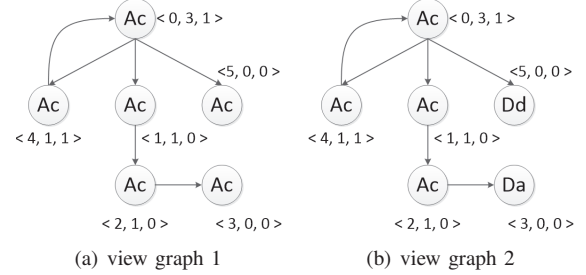 Ac < 0, 3, 1 > Ac < 0, 3, 1 >
<5, 0, 0 > <5, 0, 0 >
Ac Ac Ac Ac Ac Dd
< 4, 1, 1 > < 1, 1, 0 > < 4, 1, 1 > < 1, 1, 0 >
Ac Ac Ac Da
< 2, 1, 0 > < 3, 0, 0 > < 2, 1, 0 > < 3, 0, 0 >
(a) view graph 1 (b) view graph 2